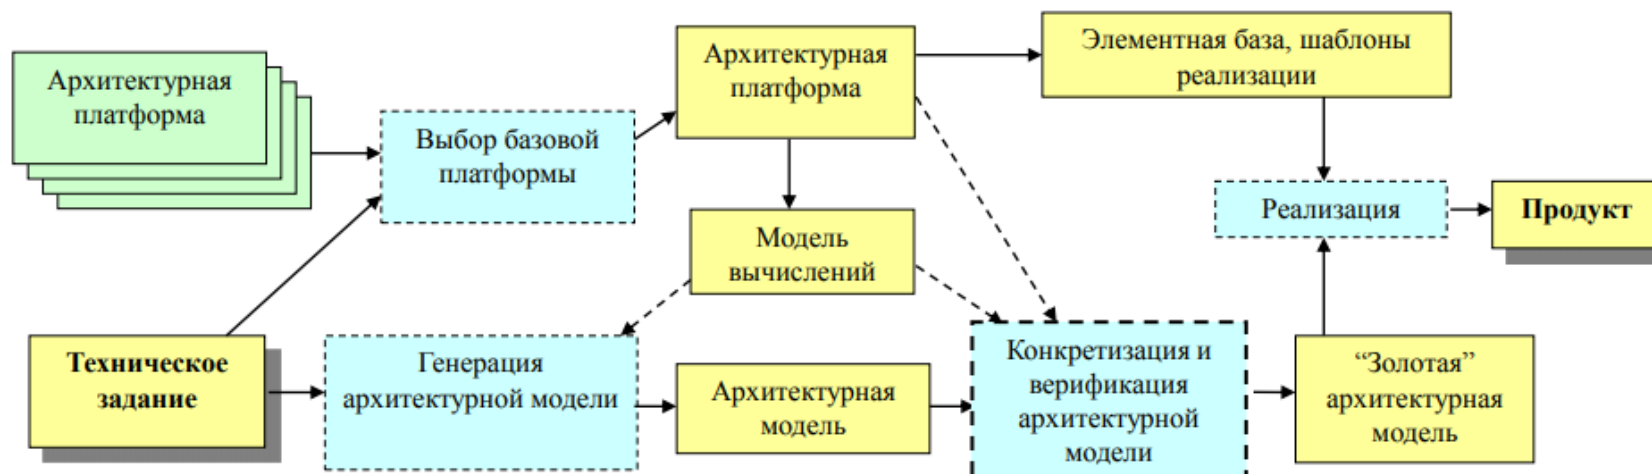 Архитектурная
платформа
Выбор базовой
платформы
Архитектурная
платформа
Элементная база, шаблоны
реализации
Модель
вычислений
Реализация
Продукт
Техническое
задание
Генерация
архитектурной модели
Архитектурная
модель
Конкретизация и
верификация
архитектурной
модели
“Золотая”
архитектурная
модель